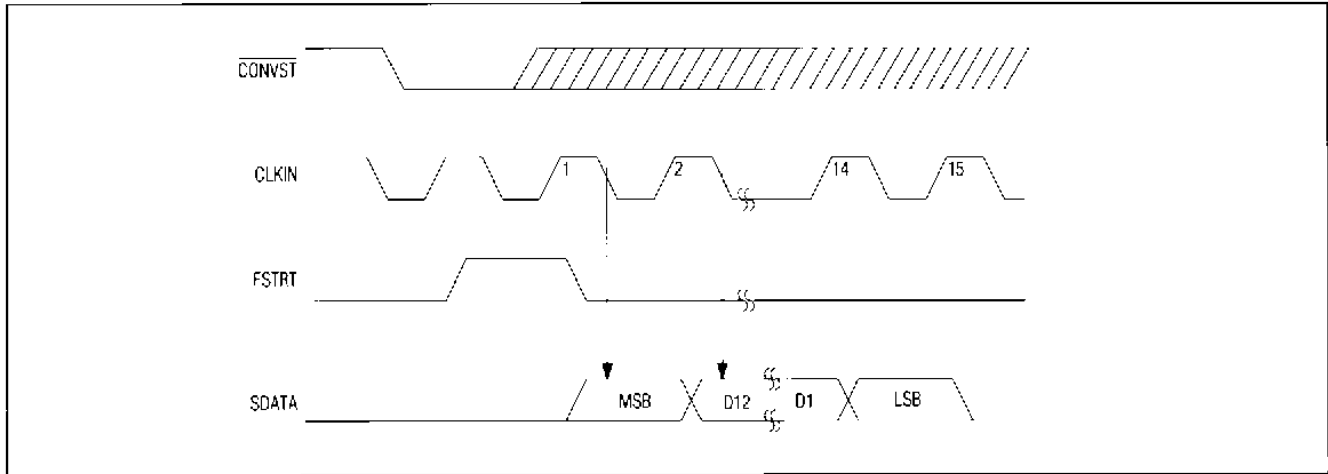 CONVST
CLKIN
1
2
14
15
FSTRT
SDATA
MSB
D12
D1
LSB